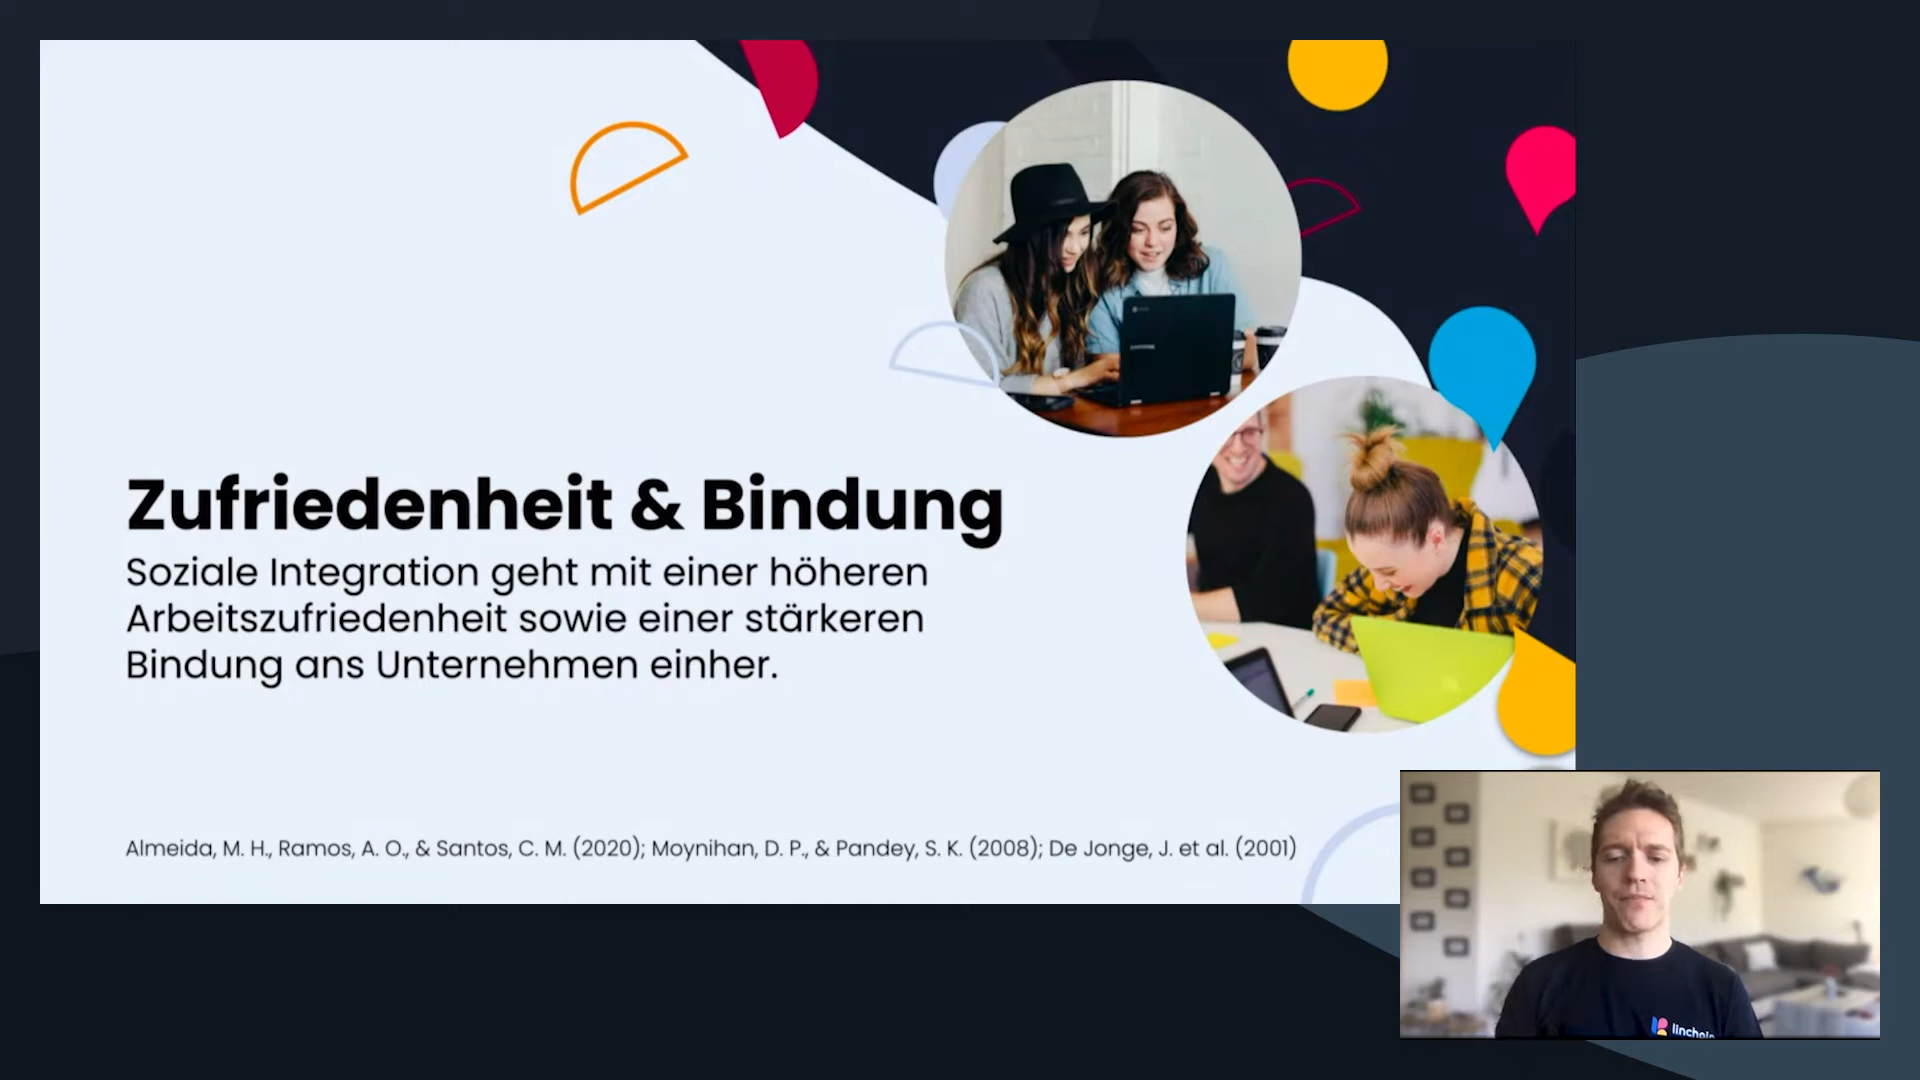 Zufriedenheit & Bindung
Soziale Integration geht mit einer höheren
Arbeitszufriedenheit sowie einer stärkeren
Bindung ans Unternehmen einher.
Almeida, M. H., Ramos, A. O., & Santos, C. M. (2020); Moynihan, D. P., & Pandey, S. K. (2008); De Jonge, J. et al. (2001)